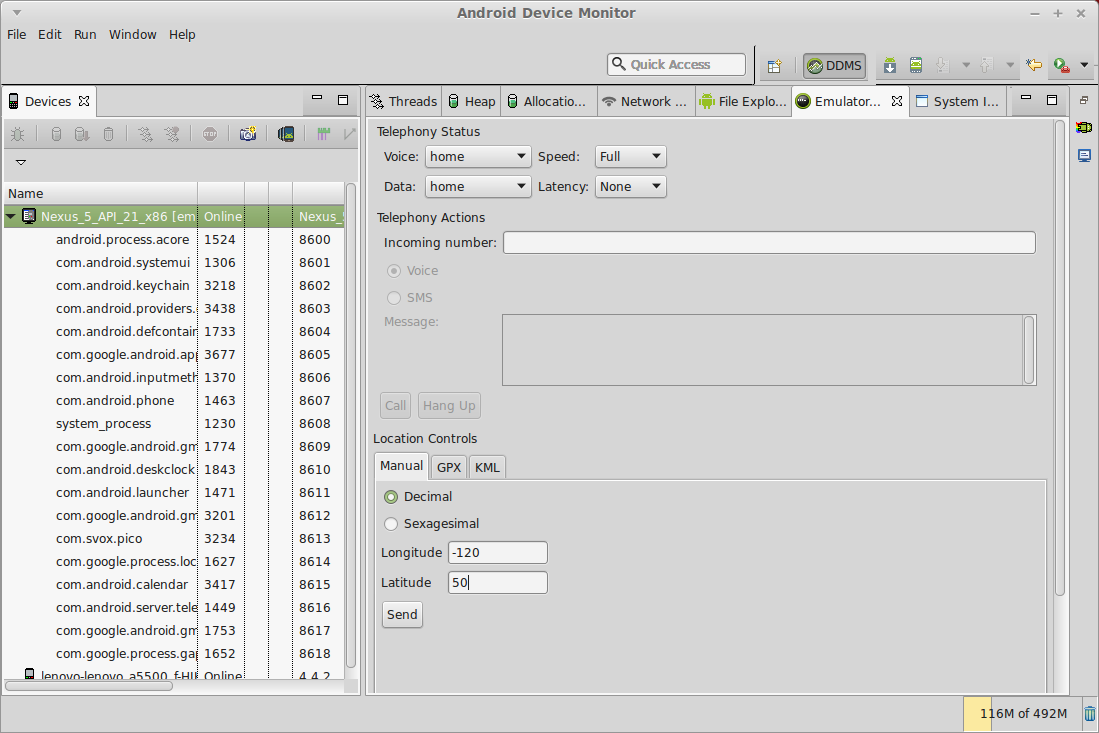 Android Device Monitor
File Edit Run Window Help
Quick Access
DDMS
Devices
Name
Nexus_5_API_21_x86 [em Online Nexus_5
android.process.acore 1524 8600
com.android.systemui 1306 8601
com.android.keychain 3218 8602
com.android.providers. 3438 8603
com.android.defcontain 1733 8604
com.google.android.app 3677 8605
com.android.inputmeth 1370 8606
com.android.phone 1463 8607
system_process 1230 8608
com.google.android.gm 1774 8609
com.android.deskclock 1843 8610
com.android.launcher 1471 8611
com.google.android.gm 3201 8612
com.svox.pico 3234 8613
com.google.process.loc 1627 8614
com.android.calendar 3417 8615
com.android.server.tele 1449 8616
com.google.android.gm 1753 8617
com.google.process.gap 1652 8618
lenovo-lenovo_a5500_f-HI Online 4.4.2
Threads Heap Allocatio... Network ... File Explo... Emulator... System I...
Telephony Status
Voice: home Speed: Full
Data: home Latency: None
Telephony Actions
Incoming number:
Voice
SMS
Message:
Call Hang Up
Location Controls
Manual GPX KML
Decimal
Sexagesimal
Longitude -120
Latitude 50
Send
116M of 492M